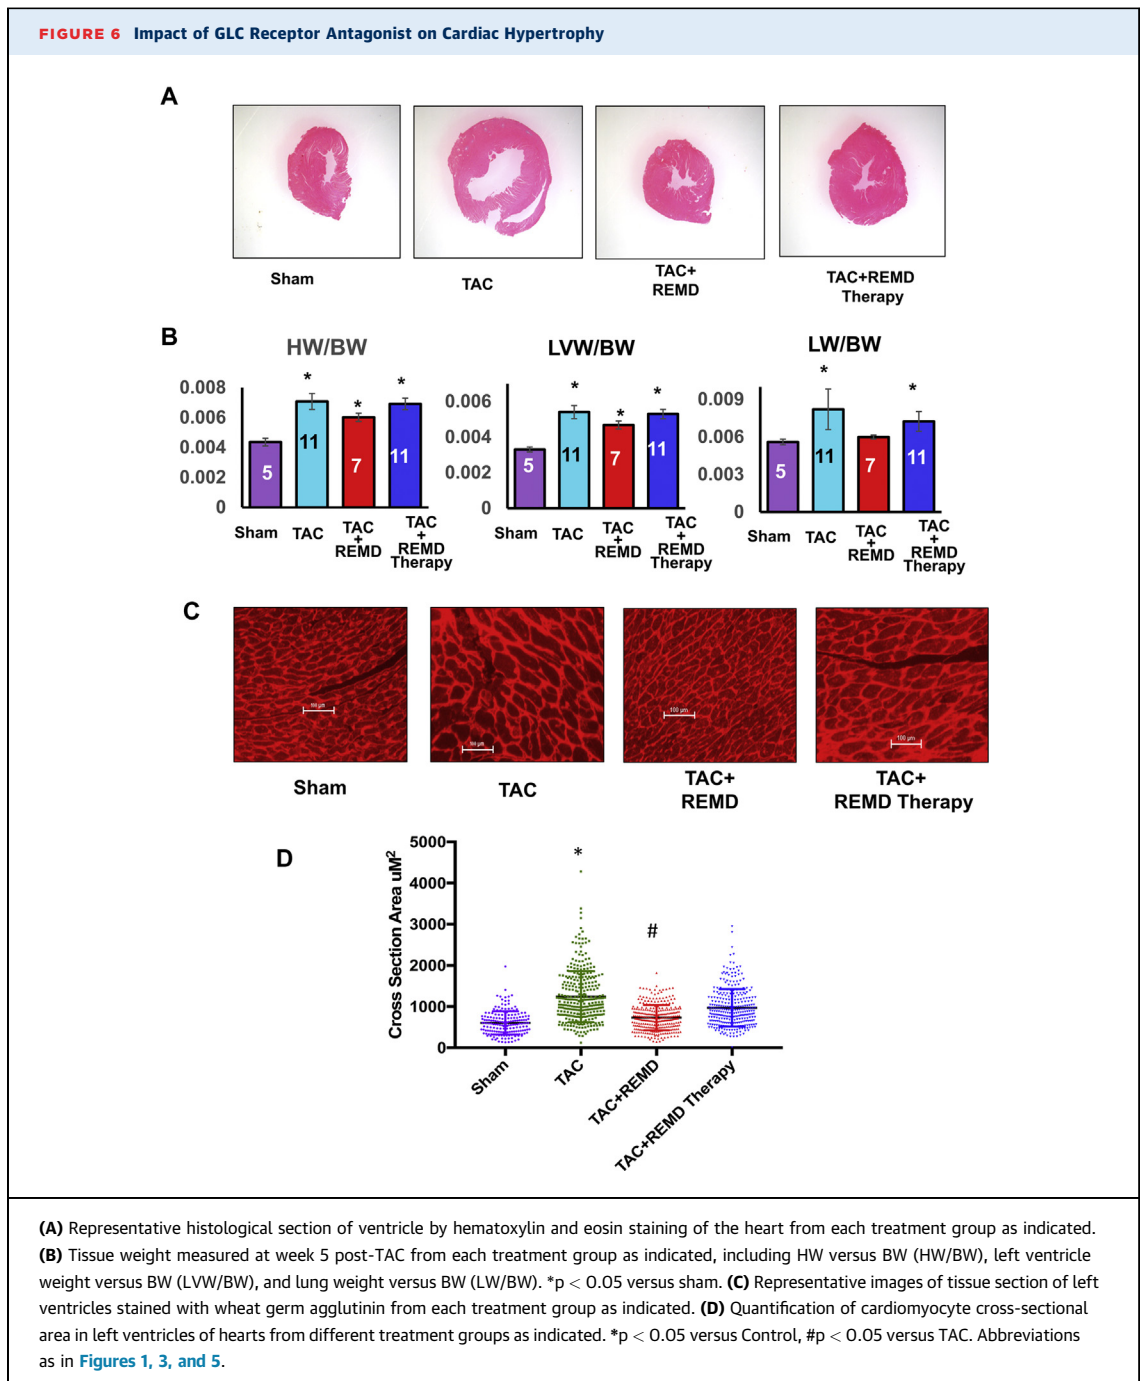 FIGURE 6 Impact of GLC Receptor Antagonist on Cardiac Hypertrophy
A
Sham
TAC
TAC+
REMD
TAC+REMD
Therapy
B
HW/BW
0.008
0.006
0.004
0.002
0
*
*
*
5
11
7
11
Sham
TAC
TAC
+
REMD
TAC
+
REMD
Therapy
LVW/BW
0.006
0.004
0.002
0
*
*
*
5
11
7
11
Sham
TAC
TAC
+
REMD
TAC
+
REMD
Therapy
LW/BW
0.009
0.006
0.003
0
*
*
5
11
7
11
Sham
TAC
TAC
+
REMD
TAC
+
REMD
Therapy
C
100 µm
100 µm
100 µm
100 µm
Sham
TAC
TAC+
REMD
TAC+
REMD Therapy
D
Cross Section Area uM²
5000
4000
3000
2000
1000
0
*
#
Sham
TAC
TAC+REMD
TAC+REMD Therapy
(A) Representative histological section of ventricle by hematoxylin and eosin staining of the heart from each treatment group as indicated.
(B) Tissue weight measured at week 5 post-TAC from each treatment group as indicated, including HW versus BW (HW/BW), left ventricle
weight versus BW (LVW/BW), and lung weight versus BW (LW/BW). *p < 0.05 versus sham. (C) Representative images of tissue section of left
ventricles stained with wheat germ agglutinin from each treatment group as indicated. (D) Quantification of cardiomyocyte cross-sectional
area in left ventricles of hearts from different treatment groups as indicated. *p < 0.05 versus Control, #p < 0.05 versus TAC. Abbreviations
as in Figures 1, 3, and 5.